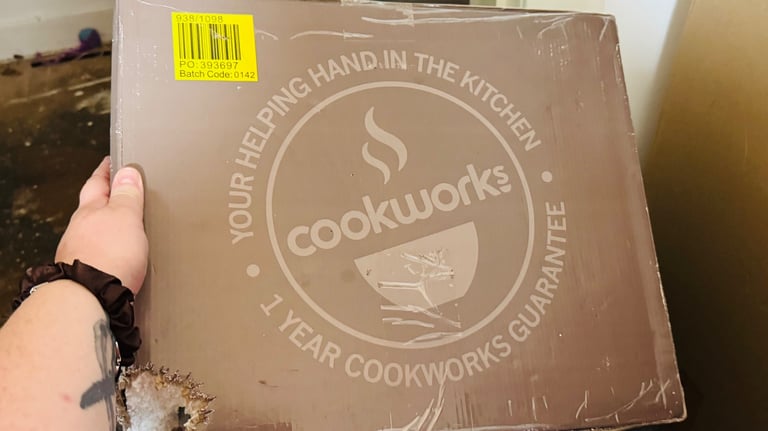 938/1098
PO:393697
Batch Code:0142
YOUR HELPING HAND IN THE KITCHEN
cookworks
1 YEAR COOKWORKS GUARANTEE